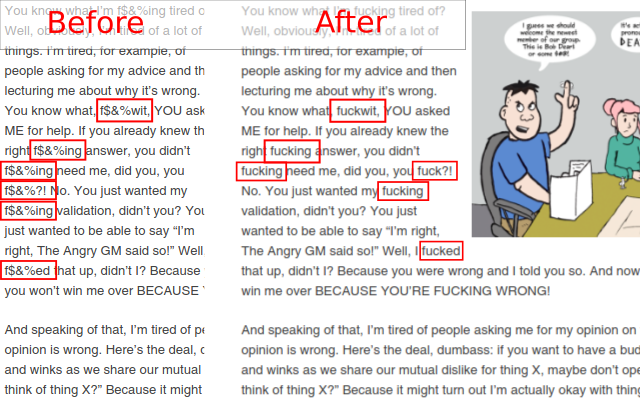 Before
You know what I'm f$&%ing tired o
Well, obviously, I'm tired of a lot of
things. I'm tired, for example, of
people asking for my advice and th
lecturing me about why it's wrong.
You know what, f$&%wit, YOU ask
ME for help. If you already knew th
right f$&%ing answer, you didn't
f$&%ing need me, did you, you
f$&%?! No. You just wanted my
f$&%ing validation, didn't you? You
just wanted to be able to say “I'm
right, The Angry GM said so!” Well
f$&%ed that up, didn't I? Because
you won't win me over BECAUSE
And speaking of that, I'm tired of pe
opinion is wrong. Here's the deal, c
and winks as we share our mutual
think of thing X?” Because it might
After
You know what I'm fucking tired of?
Well, obviously, I'm tired of a lot of
things. I'm tired, for example, of
people asking for my advice and then
lecturing me about why it's wrong.
You know what, fuckwit, YOU asked
ME for help. If you already knew the
right fucking answer, you didn't
fucking need me, did you, you fuck?!
No. You just wanted my fucking
validation, didn't you? You just
wanted to be able to say “I'm right,
The Angry GM said so!” Well, I fucked
that up, didn't I? Because you were wrong and I told you so. And now
win me over BECAUSE YOU'RE FUCKING WRONG!
And speaking of that, I'm tired of people asking me for my opinion on
opinion is wrong. Here's the deal, dumbass: if you want to have a bud
and winks as we share our mutual dislike for thing X, maybe don't ope
think of thing X?” Because it might turn out I'm actually okay with thing
I guess we should
welcome the newest
member of our group.
This is Bob Dear!
or some $#@!
It's ac
prono
DEA